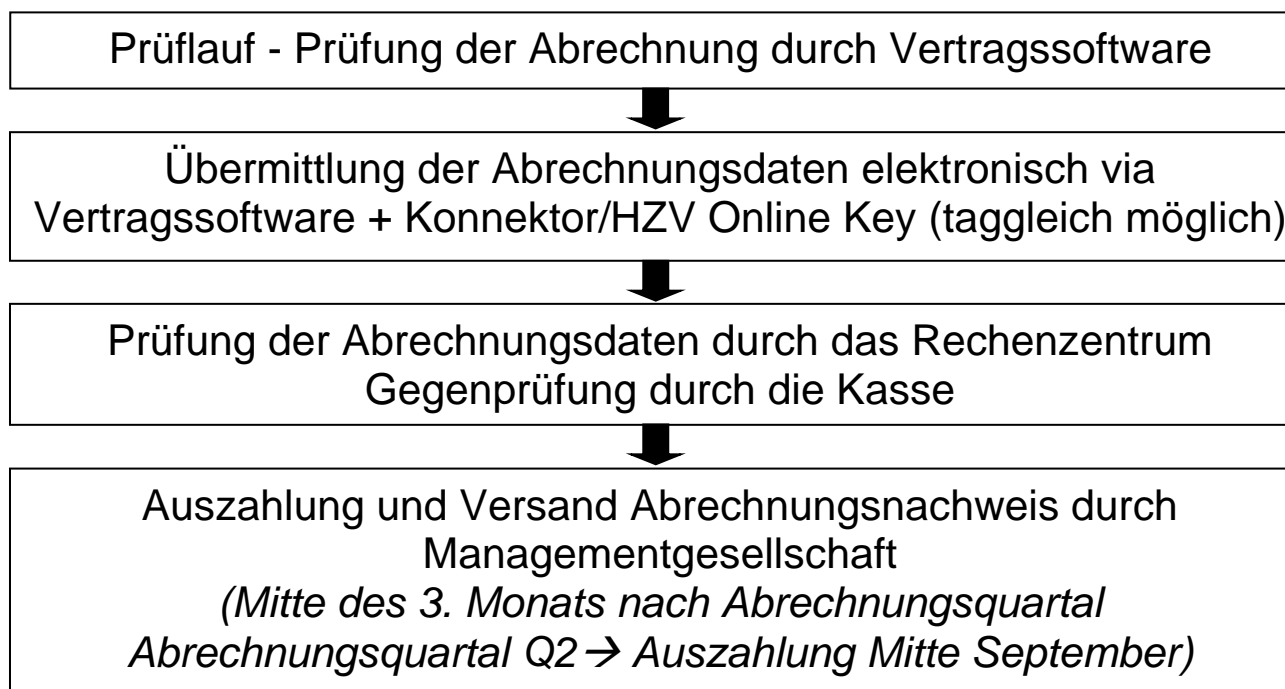 Prüflauf - Prüfung der Abrechnung durch Vertragssoftware
Übermittlung der Abrechnungsdaten elektronisch via
Vertragssoftware + Konnektor/HZV Online Key (taggleich möglich)
Prüfung der Abrechnungsdaten durch das Rechenzentrum
Gegenprüfung durch die Kasse
Auszahlung und Versand Abrechnungsnachweis durch
Managementgesellschaft
(Mitte des 3. Monats nach Abrechnungsquartal
Abrechnungsquartal Q2→ Auszahlung Mitte September)